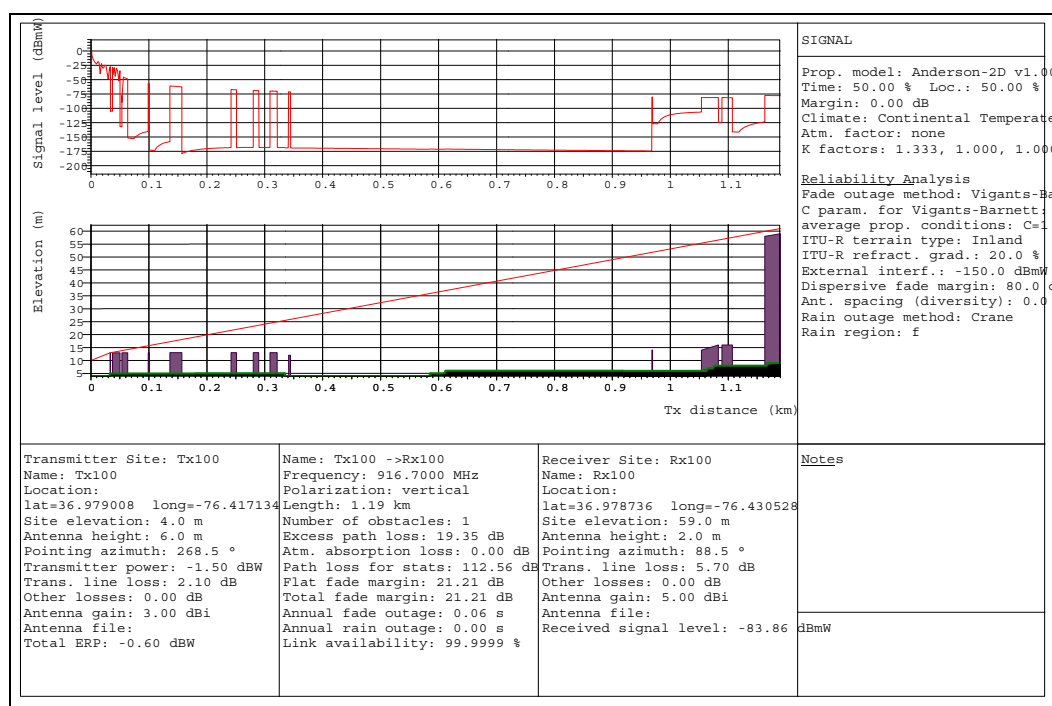 Signal level (dBmW)
0
-25
-50
-75
-100
-125
-150
-175
-200
0 0.1 0.2 0.3 0.4 0.5 0.6 0.7 0.8 0.9 1 1.1
Elevation (m)
60
55
50
45
40
35
30
25
20
15
10
5
0 0.1 0.2 0.3 0.4 0.5 0.6 0.7 0.8 0.9 1 1.1
Tx distance (km)
SIGNAL
Prop. model: Anderson-2D v1.00
Time: 50.00 % Loc.: 50.00 %
Margin: 0.00 dB
Climate: Continental Temperate
Atm. factor: none
K factors: 1.333, 1.000, 1.000
Reliability Analysis
Fade outage method: Vigants-Ba
C param. for Vigants-Barnett:
average prop. conditions: C=1
ITU-R terrain type: Inland
ITU-R refract. grad.: 20.0 %
External interf.: -150.0 dBmW
Dispersive fade margin: 80.0 d
Ant. spacing (diversity): 0.0
Rain outage method: Crane
Rain region: f
Transmitter Site: Tx100
Name: Tx100
Location:
lat=36.979008 long=-76.417134
Site elevation: 4.0 m
Antenna height: 6.0 m
Pointing azimuth: 268.5 °
Transmitter power: -1.50 dBW
Trans. line loss: 2.10 dB
Other losses: 0.00 dB
Antenna gain: 3.00 dBi
Antenna file:
Total ERP: -0.60 dBW
Name: Tx100 ->Rx100
Frequency: 916.7000 MHz
Polarization: vertical
Length: 1.19 km
Number of obstacles: 1
Excess path loss: 19.35 dB
Atm. absorption loss: 0.00 dB
Path loss for stats: 112.56 dB
Flat fade margin: 21.21 dB
Total fade margin: 21.21 dB
Annual fade outage: 0.06 s
Annual rain outage: 0.00 s
Link availability: 99.9999 %
Receiver Site: Rx100
Name: Rx100
Location:
lat=36.978736 long=-76.430528
Site elevation: 59.0 m
Antenna height: 2.0 m
Pointing azimuth: 88.5 °
Trans. line loss: 5.70 dB
Other losses: 0.00 dB
Antenna gain: 5.00 dBi
Antenna file:
Received signal level: -83.86 dBmW
Notes